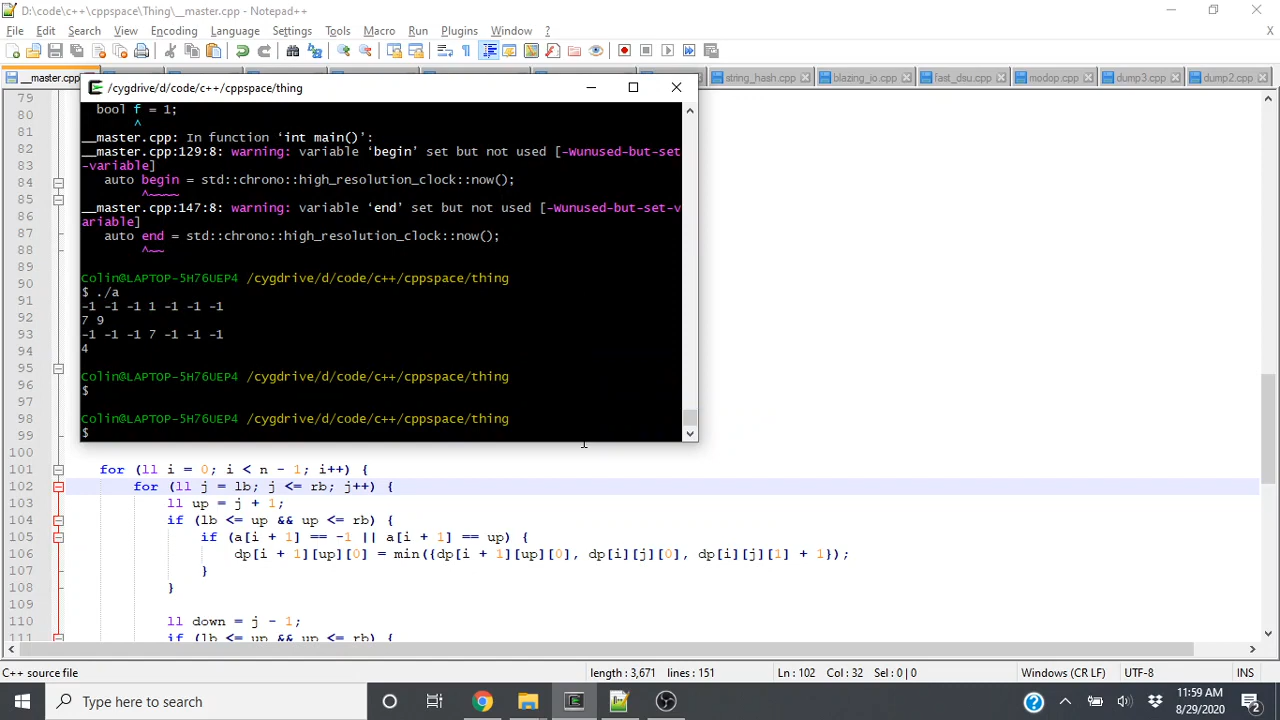 D:\code\c++\cppspace\Thing\__master.cpp - Notepad++
File Edit Search View Encoding Language Settings Tools Macro Run Plugins Window ?
X
__master.cpp string_hash.cpp blazing_io.cpp fast_dsu.cpp modop.cpp dump3.cpp dump2.cpp
/cygdrive/d/code/c++/cppspace/thing
bool f = 1;
^
__master.cpp: In function ‘int main()’:
__master.cpp:129:8: warning: variable ‘begin’ set but not used [-Wunused-but-set
-variable]
auto begin = std::chrono::high_resolution_clock::now();
^~~~~
__master.cpp:147:8: warning: variable ‘end’ set but not used [-Wunused-but-set-v
ariable]
auto end = std::chrono::high_resolution_clock::now();
^~~
Colin@LAPTOP-5H76UEP4 /cygdrive/d/code/c++/cppspace/thing
$ ./a
-1 -1 -1 1 -1 -1 -1
7 9
-1 -1 -1 7 -1 -1 -1
4
Colin@LAPTOP-5H76UEP4 /cygdrive/d/code/c++/cppspace/thing
$
Colin@LAPTOP-5H76UEP4 /cygdrive/d/code/c++/cppspace/thing
$
79
80
81
82
83
84
85
86
87
88
89
90
91
92
93
94
95
96
97
98
99
100
101 for (ll i = 0; i < n - 1; i++) {
102 for (ll j = lb; j <= rb; j++) {
103 ll up = j + 1;
104 if (lb <= up && up <= rb) {
105 if (a[i + 1] == -1 || a[i + 1] == up) {
106 dp[i + 1][up][0] = min({dp[i + 1][up][0], dp[i][j][0], dp[i][j][1] + 1});
107 }
108 }
109
110 ll down = j - 1;
111 if (lb <= up && up <= rb) {
C++ source file length : 3,671 lines : 151 Ln : 102 Col : 32 Sel : 0 | 0 Windows (CR LF) UTF-8 INS
Type here to search
11:59 AM
8/29/2020
2